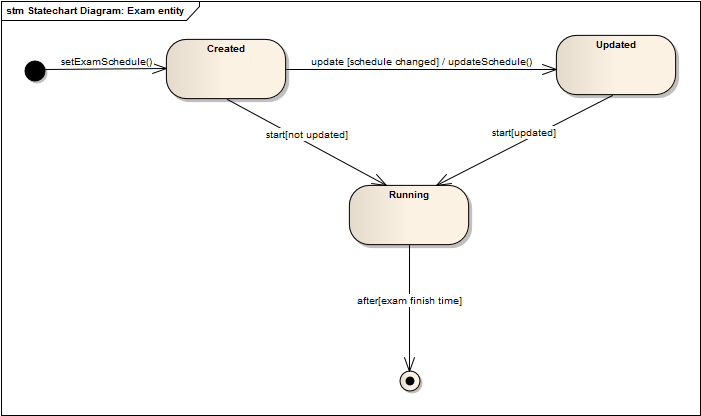 stm Statechart Diagram: Exam entity
Created
Updated
setExamSchedule()
update [schedule changed] / updateSchedule()
start[not updated]
start[updated]
Running
after[exam finish time]